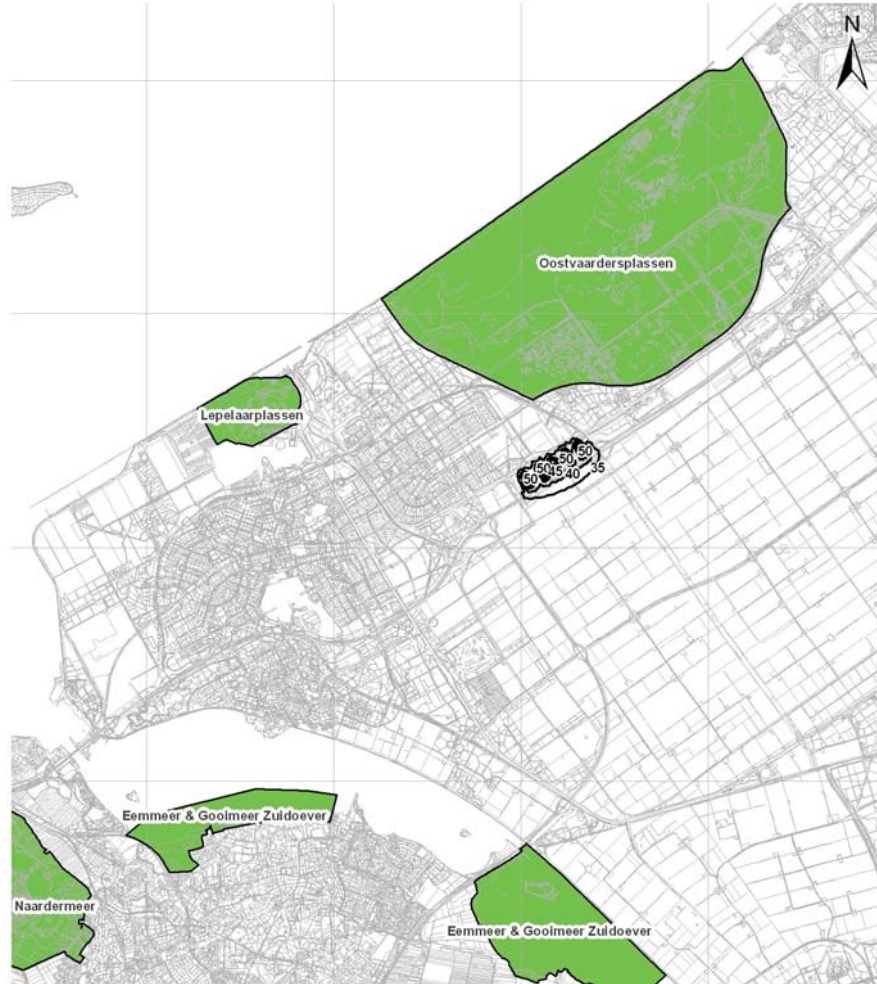 N
Oostvaardersplassen
Lepelaarplassen
50
50
50
45
40
35
50
Eemmeer & Gooimeer Zuidoever
Naardermeer
Eemmeer & Gooimeer Zuidoever